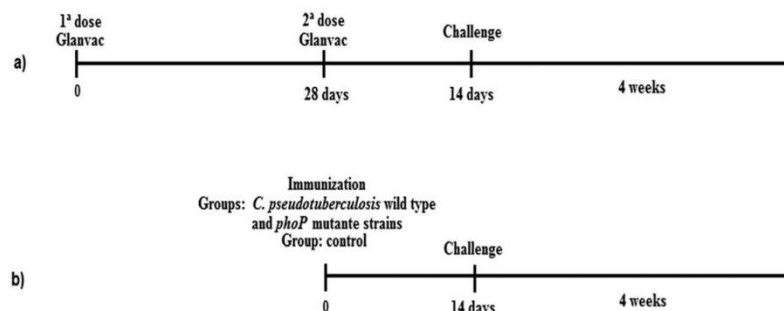 1ª dose
Glanvac
2ª dose
Glanvac
Challenge
a)
0
28 days
14 days
4 weeks
Immunization
Groups: C. pseudotuberculosis wild type
and phoP mutante strains
Group: control
Challenge
b)
0
14 days
4 weeks